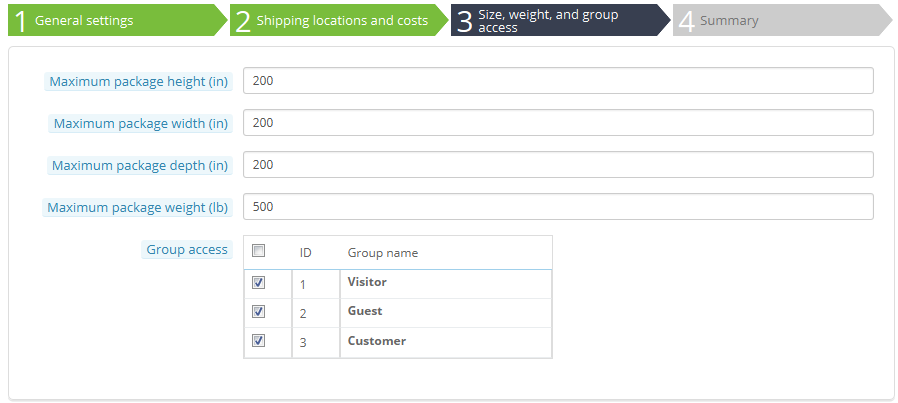 1 General settings
2 Shipping locations and costs
3 Size, weight, and group
access
4 Summary
Maximum package height (in) 200
Maximum package width (in) 200
Maximum package depth (in) 200
Maximum package weight (lb) 500
Group access
ID Group name
1 Visitor
2 Guest
3 Customer